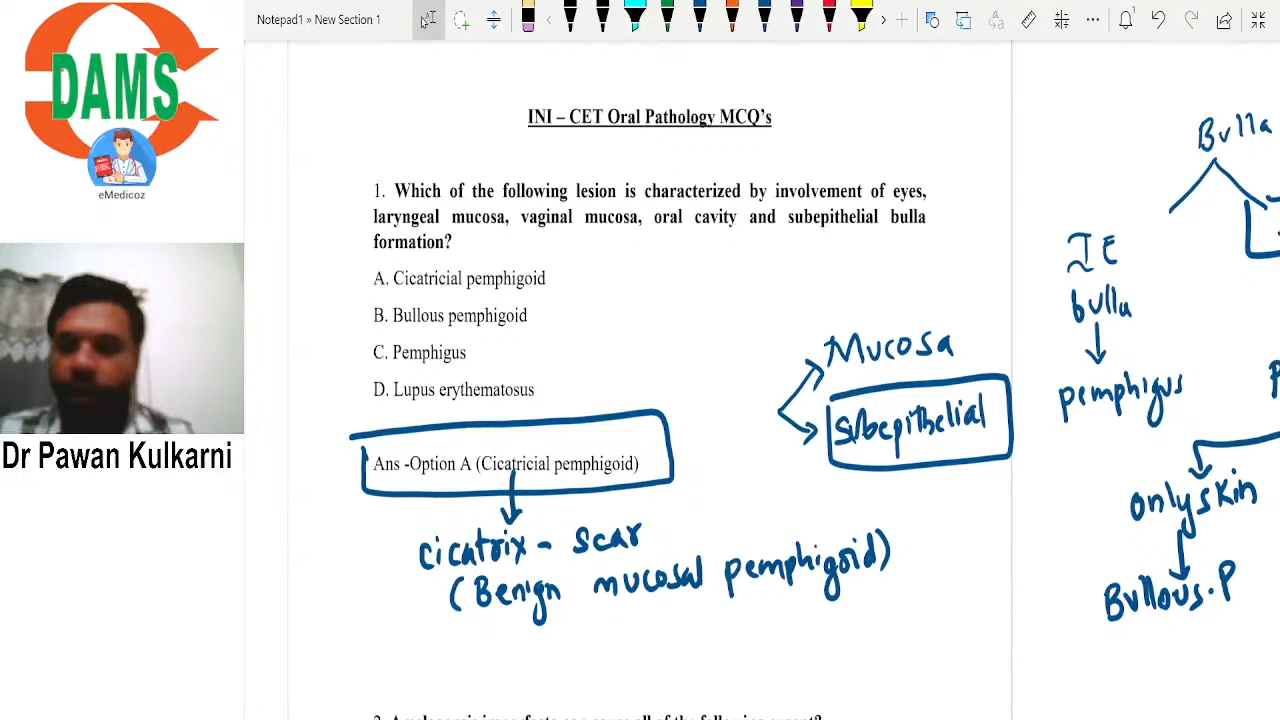 Notepad1 » New Section 1
DAMS
eMedicoz
Dr Pawan Kulkarni
INI – CET Oral Pathology MCQ's
1. Which of the following lesion is characterized by involvement of eyes,
laryngeal mucosa, vaginal mucosa, oral cavity and subepithelial bulla
formation?
A. Cicatricial pemphigoid
B. Bullous pemphigoid
C. Pemphigus
D. Lupus erythematosus
Ans -Option A (Cicatricial pemphigoid)
cicatrix - scar
(Benign mucosal pemphigoid)
Mucosa
Subepithelial
Bulla
IE
bulla
pemphigus
only skin
Bullous.P